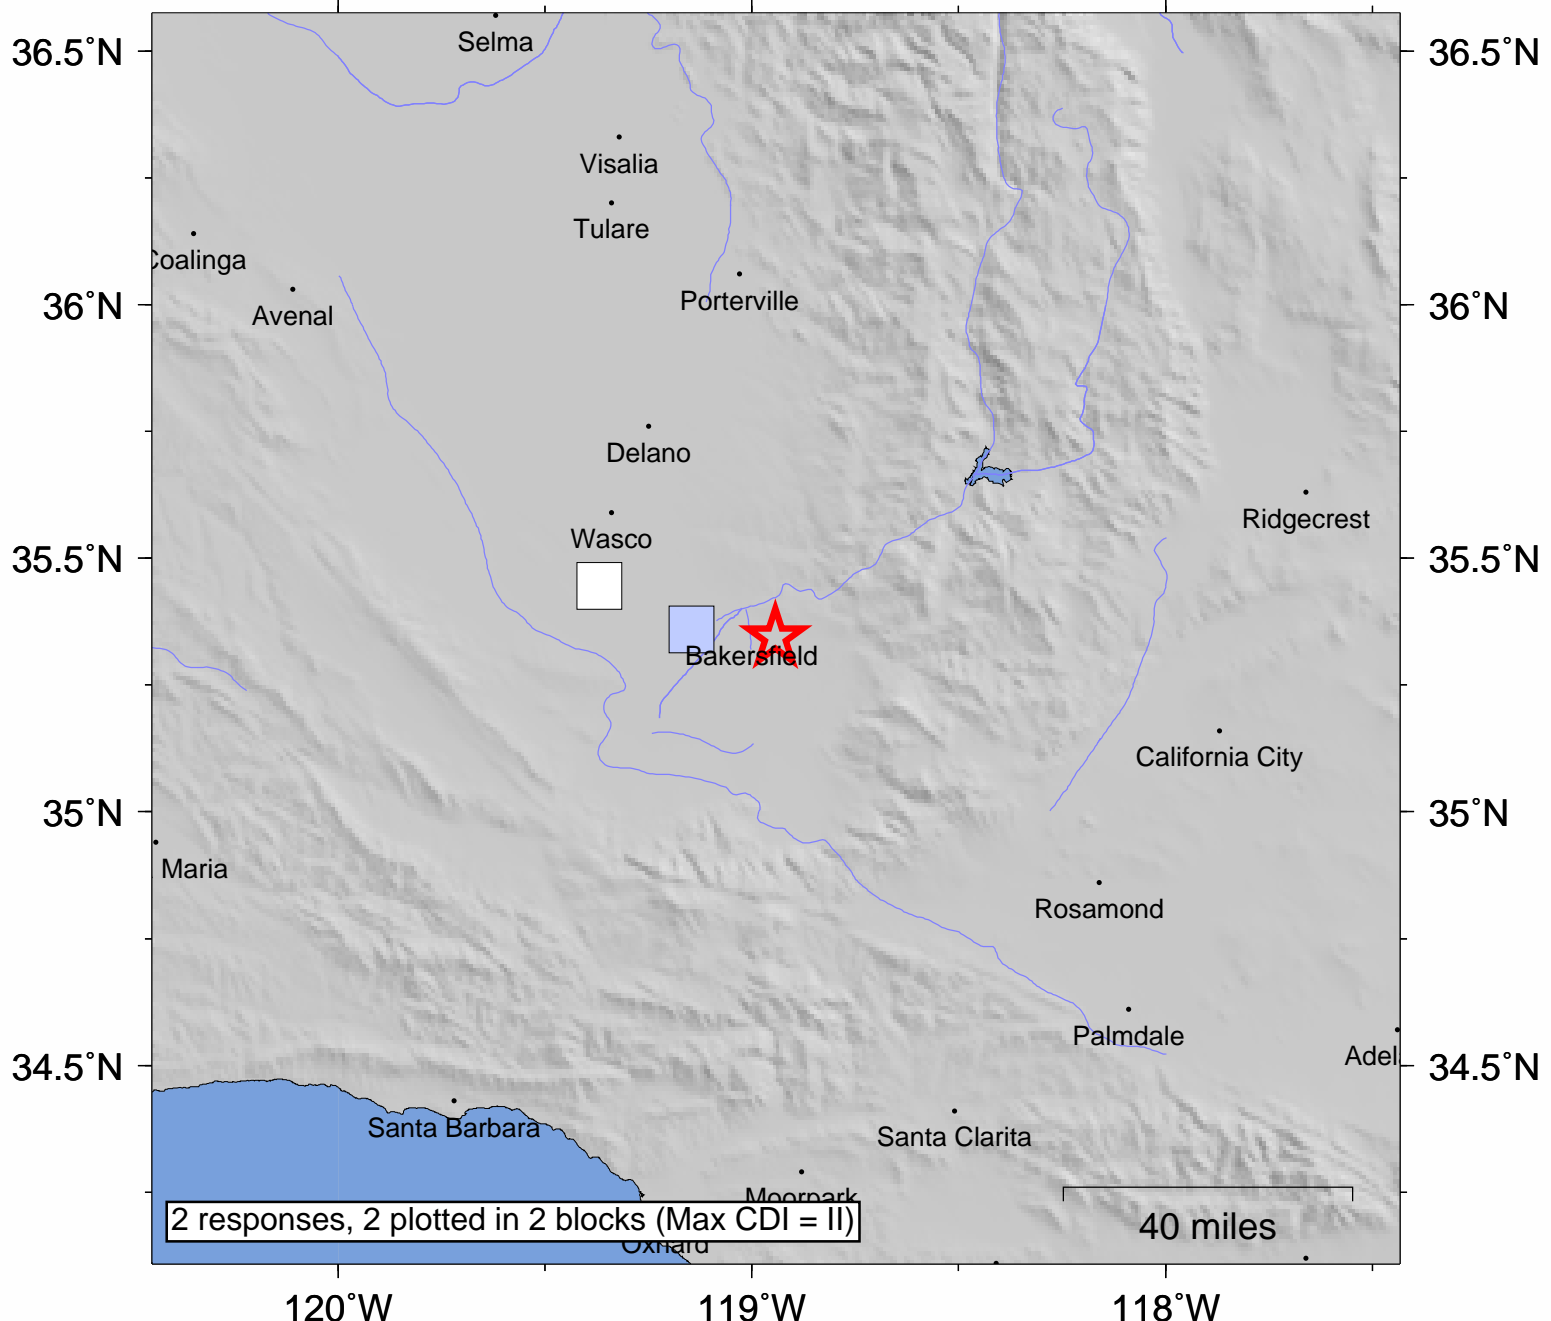 Selma
36.5°N
36.5°N
Visalia
Tulare
Coalinga
Porterville
36°N
36°N
Avenal
Delano
Ridgecrest
Wasco
35.5°N
35.5°N
Bakersfield
California City
35°N
35°N
Maria
Rosamond
Palmdale
Adel
34.5°N
34.5°N
Santa Barbara
Santa Clarita
Moorpark
2 responses, 2 plotted in 2 blocks (Max CDI = II)
40 miles
Oxnard
120°W
119°W
118°W